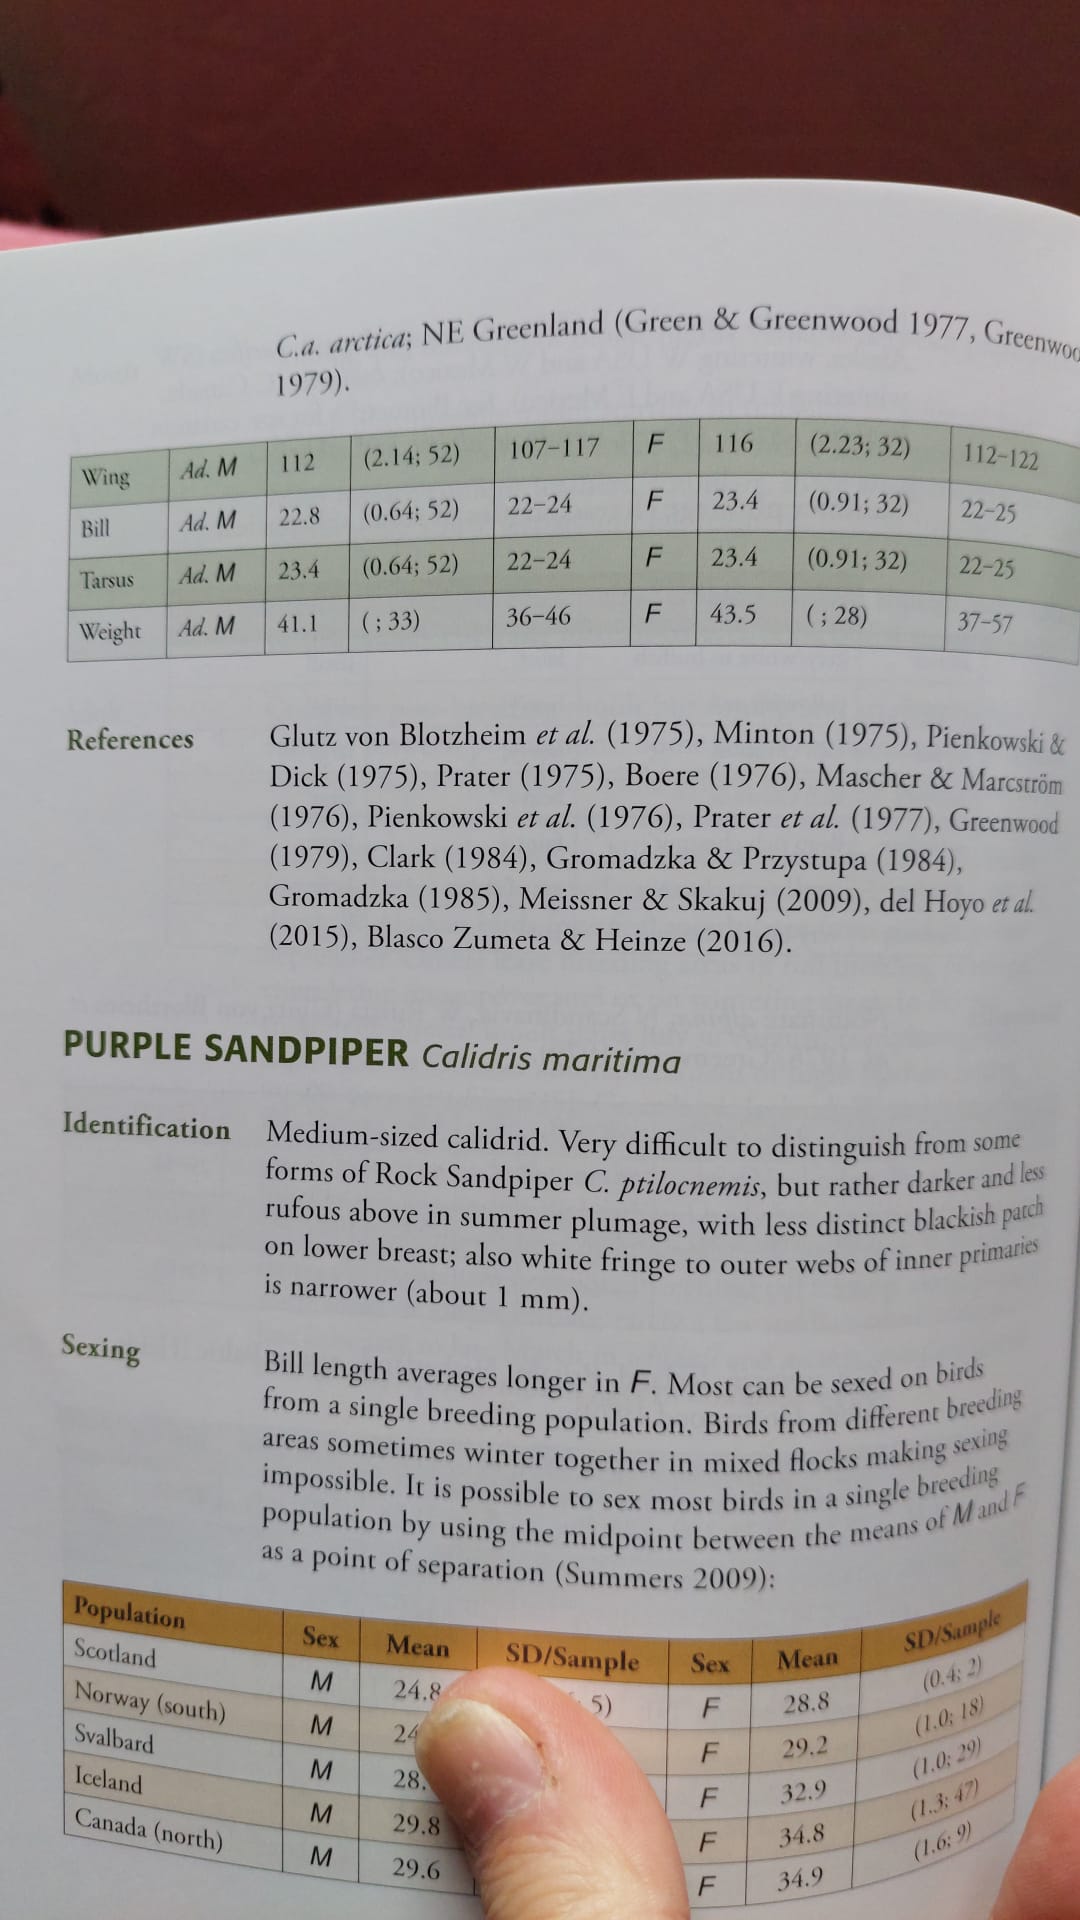 C.a. arctica; NE Greenland (Green & Greenwood 1977,
1979).
Wing Ad. M 112 (2.14; 52) 107–117 F 116 (2.23; 32) 112–122
Bill Ad. M 22.8 (0.64; 52) 22–24 F 23.4 (0.91; 32) 22–25
Tarsus Ad. M 23.4 (0.64; 52) 22–24 F 23.4 (0.91; 32) 22–25
Weight Ad. M 41.1 ( ; 33) 36–46 F 43.5 ( ; 28) 37–57
References Glutz von Blotzheim et al. (1975), Minton (1975), Pienkowski &
Dick (1975), Prater (1975), Boere (1976), Mascher & Marcström
(1976), Pienkowski et al. (1976), Prater et al. (1977), Greenwood
(1979), Clark (1984), Gromadzka & Przystupa (1984),
Gromadzka (1985), Meissner & Skakuj (2009), del Hoyo et al.
(2015), Blasco Zumeta & Heinze (2016).
PURPLE SANDPIPER Calidris maritima
Identification Medium-sized calidrid. Very difficult to distinguish from some
forms of Rock Sandpiper C. ptilocnemis, but rather darker and less
rufous above in summer plumage, with less distinct blackish patch
on lower breast; also white fringe to outer webs of inner primaries
is narrower (about 1 mm).
Sexing Bill length averages longer in F. Most can be sexed on birds
from a single breeding population. Birds from different breeding
areas sometimes winter together in mixed flocks making sexing
impossible. It is possible to sex most birds in a single breeding
population by using the midpoint between the means of M and F
as a point of separation (Summers 2009):
Population Sex Mean SD/Sample Sex Mean SD/Sample
Scotland M 24.8 5) F 28.8 (0.4; 2)
Norway (south) M F 29.2 (1.0; 18)
Svalbard M F 32.9 (1.0; 29)
Iceland M 29.8 F 34.8 (1.3; 47)
Canada (north) M 29.6 F 34.9 (1.6; 9)